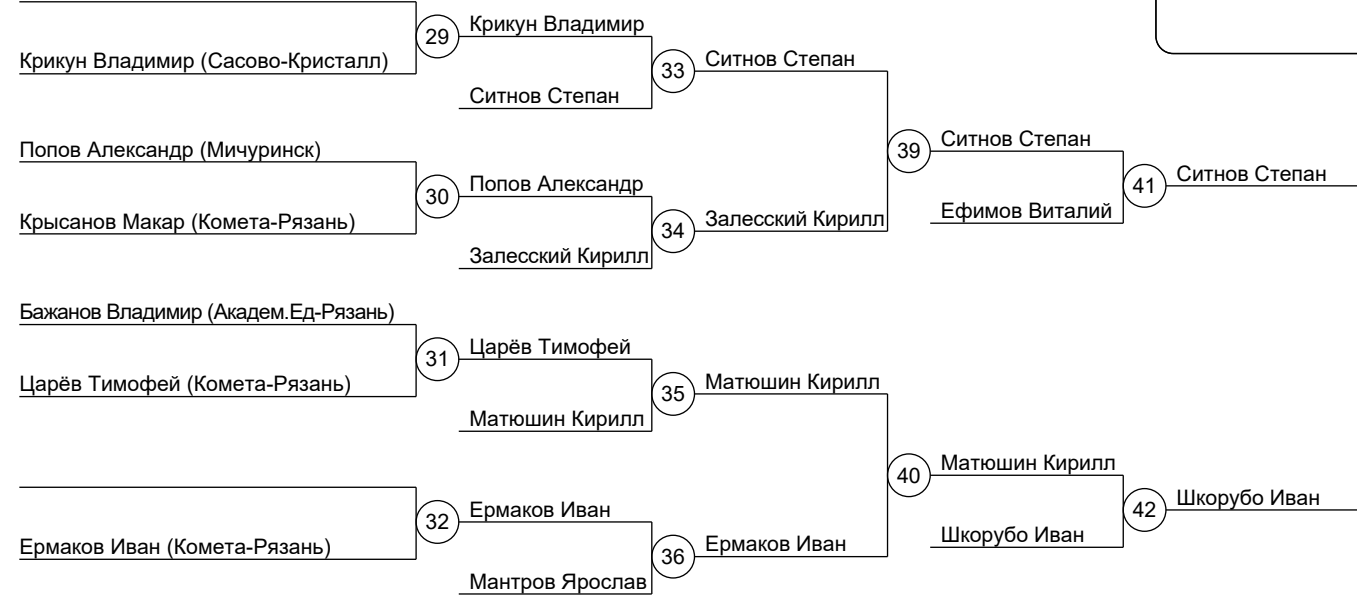 Крикун Владимир (Сасово-Кристалл)
29
Крикун Владимир
Ситнов Степан
33
Ситнов Степан
Попов Александр (Мичуринск)
Крысанов Макар (Комета-Рязань)
30
Попов Александр
Залесский Кирилл
34
Залесский Кирилл
39
Ситнов Степан
Ефимов Виталий
41
Ситнов Степан
Бажанов Владимир (Академ.Ед-Рязань)
Царёв Тимофей (Комета-Рязань)
31
Царёв Тимофей
Матюшин Кирилл
35
Матюшин Кирилл
Ермаков Иван (Комета-Рязань)
32
Ермаков Иван
Мантров Ярослав
36
Ермаков Иван
40
Матюшин Кирилл
Шкорубо Иван
42
Шкорубо Иван